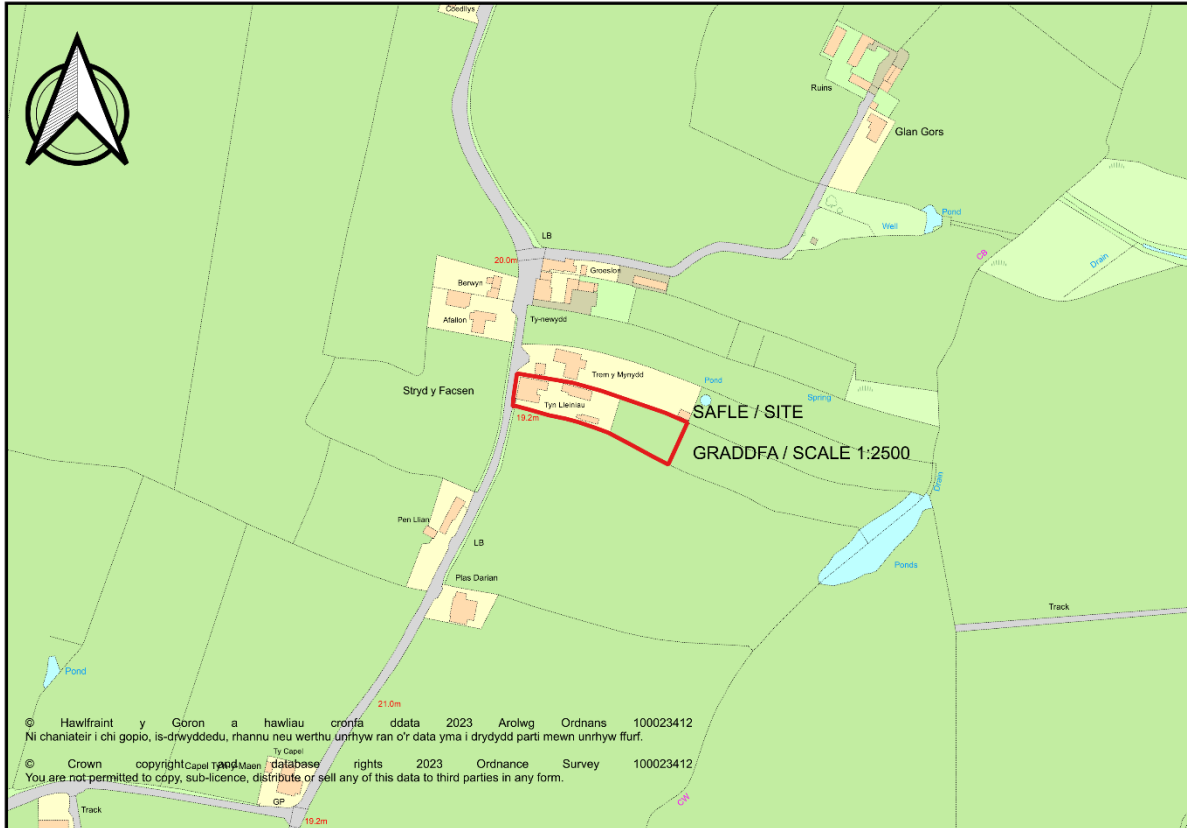 Coedllys
Ruins
Glan Gors
Pond
Well
LB
CB
20.0m
Drain
Groeslon
Berwyn
Afallon
Ty-newydd
Trem y Mynydd
Stryd y Facsen
Pond
Spring
Tyn Lleiniau
SAFLE / SITE
19.2m
GRADDFA / SCALE 1:2500
Drain
Pen Llian
LB
Ponds
Plas Darian
Track
Pond
21.0m
© Hawlfraint y Goron a hawliau cronfa ddata 2023 Arolwg Ordnans 100023412
Ni chaniateir i chi gopio, is-drwyddedu, rhannu neu werthu unrhyw ran o'r data yma i drydydd parti mewn unrhyw ffurf.
Ty Capel
© Crown copyright and database rights 2023 Ordnance Survey 100023412
You are not permitted to copy, sub-licence, distribute or sell any of this data to third parties in any form.
GP
CW
Track
19.2m